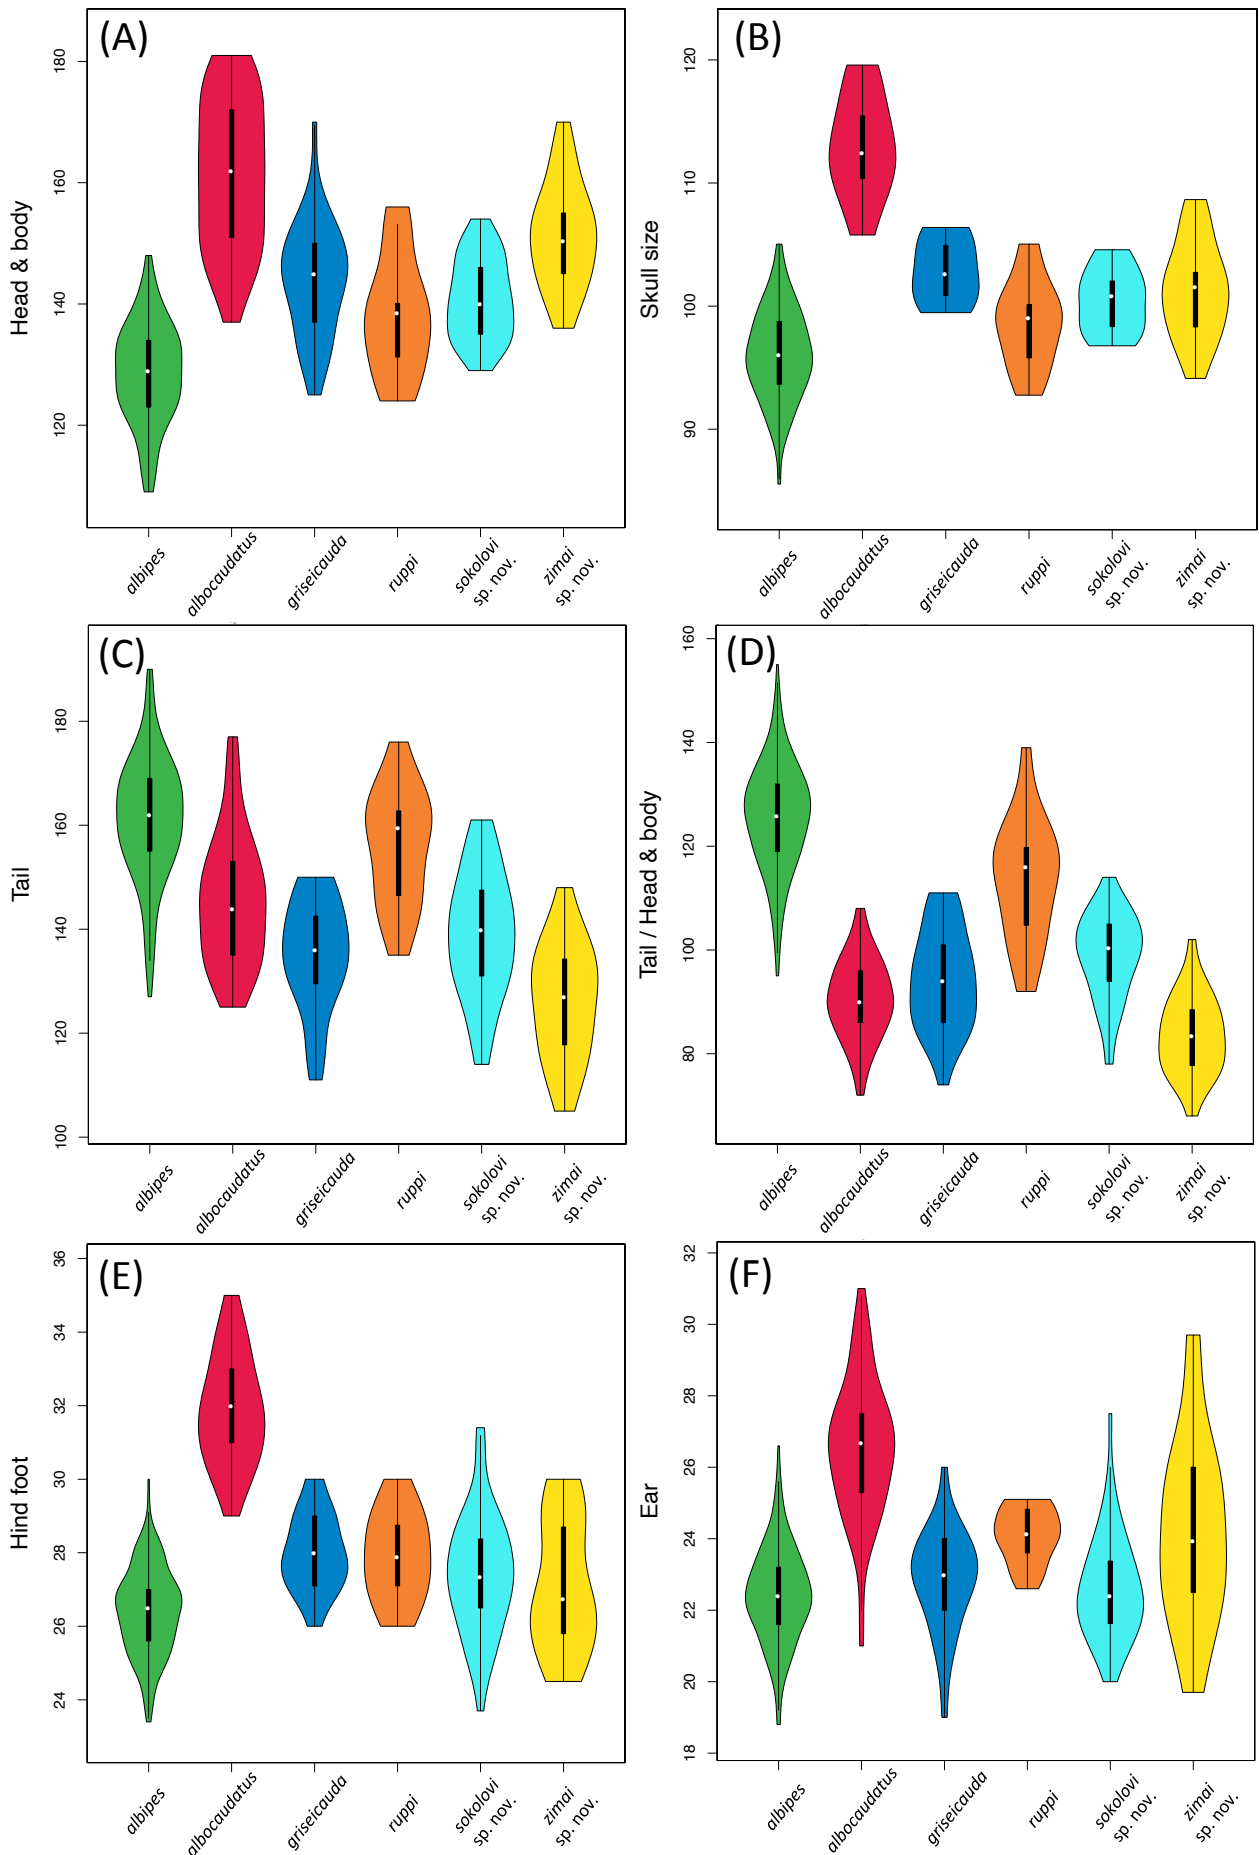 (A)
Head & body
180
160
140
120
albipes
albocaudatus
griseicauda
ruppi
sokolovi
sp. nov.
zimai
sp. nov.
(B)
Skull size
120
110
100
90
albipes
albocaudatus
griseicauda
ruppi
sokolovi
sp. nov.
zimai
sp. nov.
(C)
Tail
180
160
140
120
100
albipes
albocaudatus
griseicauda
ruppi
sokolovi
sp. nov.
zimai
sp. nov.
(D)
Tail / Head & body
160
140
120
100
80
albipes
albocaudatus
griseicauda
ruppi
sokolovi
sp. nov.
zimai
sp. nov.
(E)
Hind foot
36
34
32
30
28
26
24
albipes
albocaudatus
griseicauda
ruppi
sokolovi
sp. nov.
zimai
sp. nov.
(F)
Ear
32
30
28
26
24
22
20
18
albipes
albocaudatus
griseicauda
ruppi
sokolovi
sp. nov.
zimai
sp. nov.